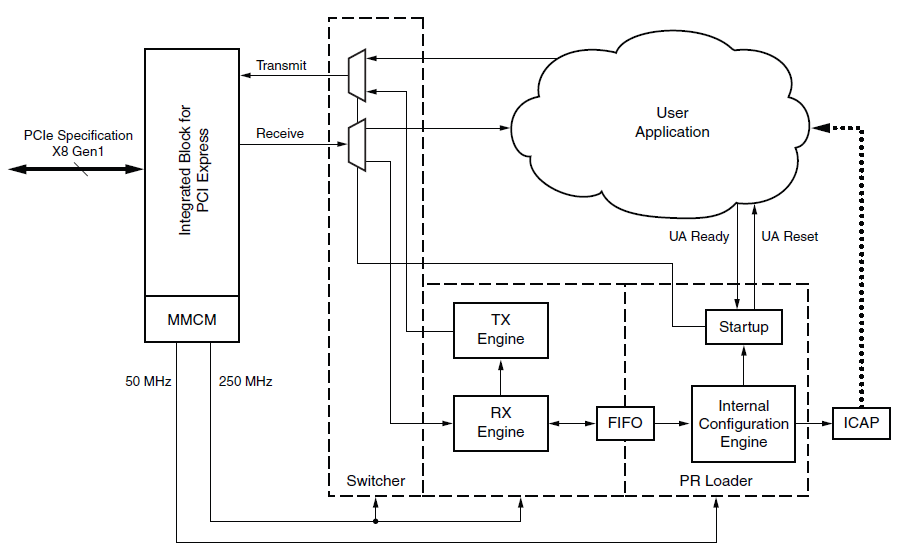 Transmit
Receive
PCIe Specification
X8 Gen1
Integrated Block for
PCI Express
User
Application
UA Ready
UA Reset
MMCM
TX
Engine
Startup
50 MHz
250 MHz
RX
Engine
FIFO
Internal
Configuration
Engine
ICAP
Switcher
PR Loader